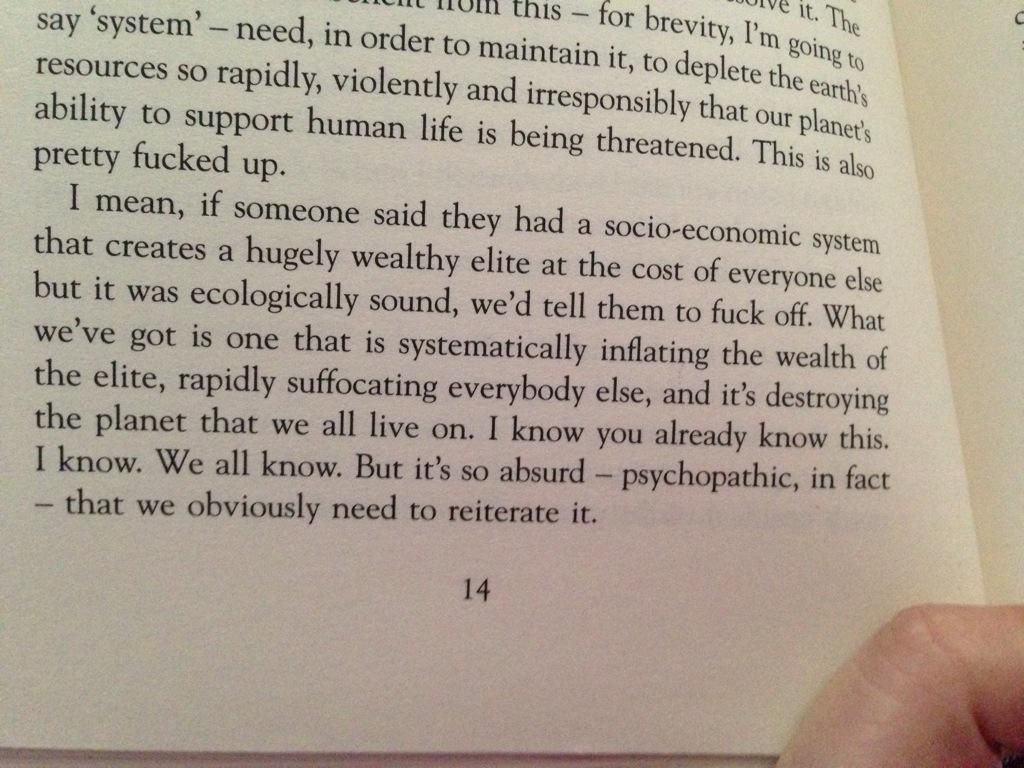 from this – for brevity, I'm going to
solve it. The
say 'system' – need, in order to maintain it, to deplete the earth's
resources so rapidly, violently and irresponsibly that our planet's
ability to support human life is being threatened. This is also
pretty fucked up.
I mean, if someone said they had a socio-economic system
that creates a hugely wealthy elite at the cost of everyone else
but it was ecologically sound, we'd tell them to fuck off. What
we've got is one that is systematically inflating the wealth of
the elite, rapidly suffocating everybody else, and it's destroying
the planet that we all live on. I know you already know this.
I know. We all know. But it's so absurd – psychopathic, in fact
– that we obviously need to reiterate it.
14